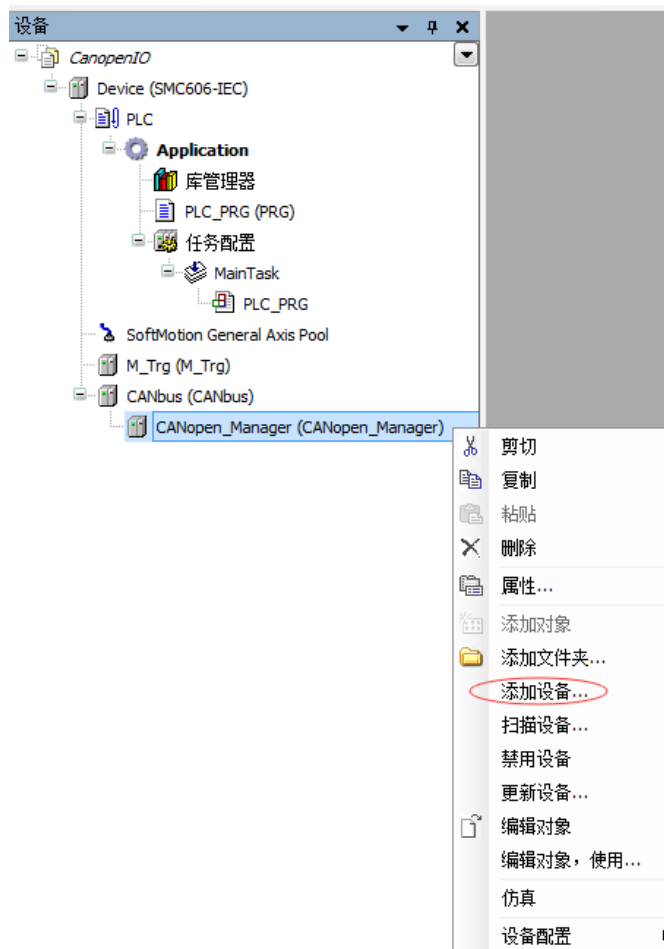 设备
CanopenIO
Device (SMC606-IEC)
PLC
Application
库管理器
PLC_PRG (PRG)
任务配置
MainTask
PLC_PRG
SoftMotion General Axis Pool
M_Trg (M_Trg)
CANbus (CANbus)
CANopen_Manager (CANopen_Manager)
剪切
复制
粘贴
删除
属性...
添加对象
添加文件夹...
添加设备...
扫描设备...
禁用设备
更新设备...
编辑对象
编辑对象，使用...
仿真
设备配置